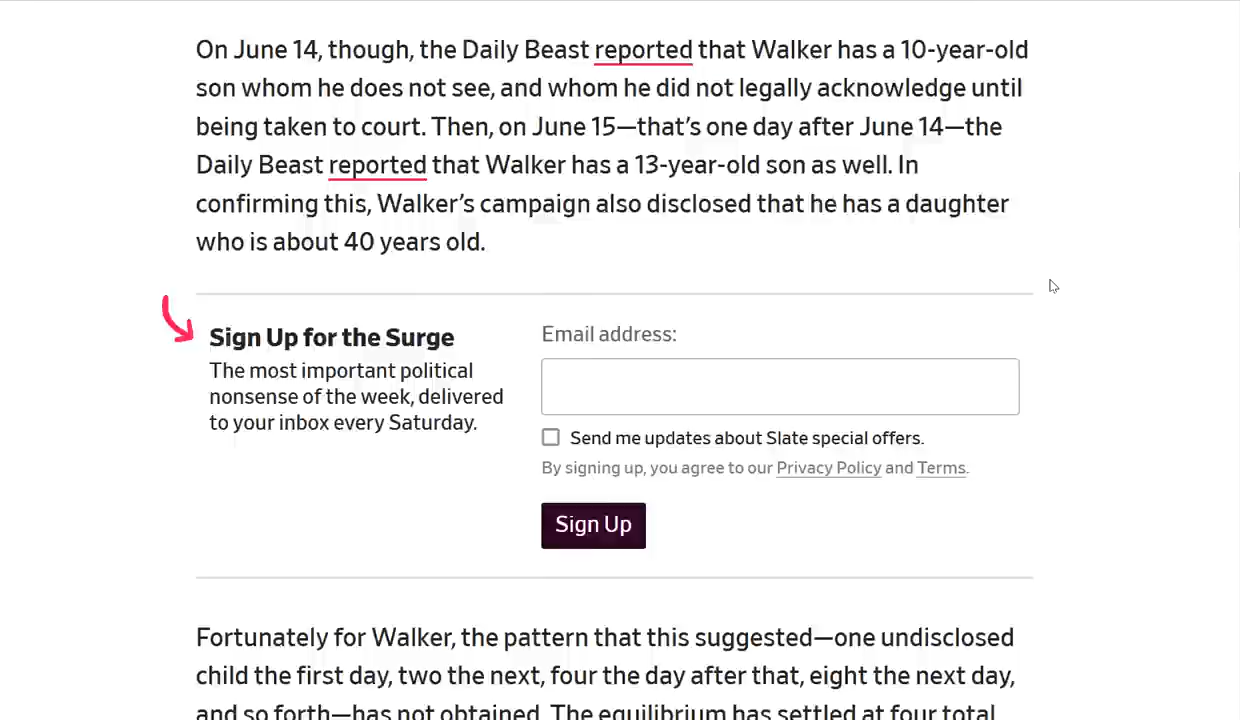 On June 14, though, the Daily Beast reported that Walker has a 10-year-old
son whom he does not see, and whom he did not legally acknowledge until
being taken to court. Then, on June 15—that’s one day after June 14—the
Daily Beast reported that Walker has a 13-year-old son as well. In
confirming this, Walker’s campaign also disclosed that he has a daughter
who is about 40 years old.
Sign Up for the Surge
The most important political
nonsense of the week, delivered
to your inbox every Saturday.
Email address:
Send me updates about Slate special offers.
By signing up, you agree to our Privacy Policy and Terms.
Sign Up
Fortunately for Walker, the pattern that this suggested—one undisclosed
child the first day, two the next, four the day after that, eight the next day,
and so forth—has not obtained. The equilibrium has settled at four total